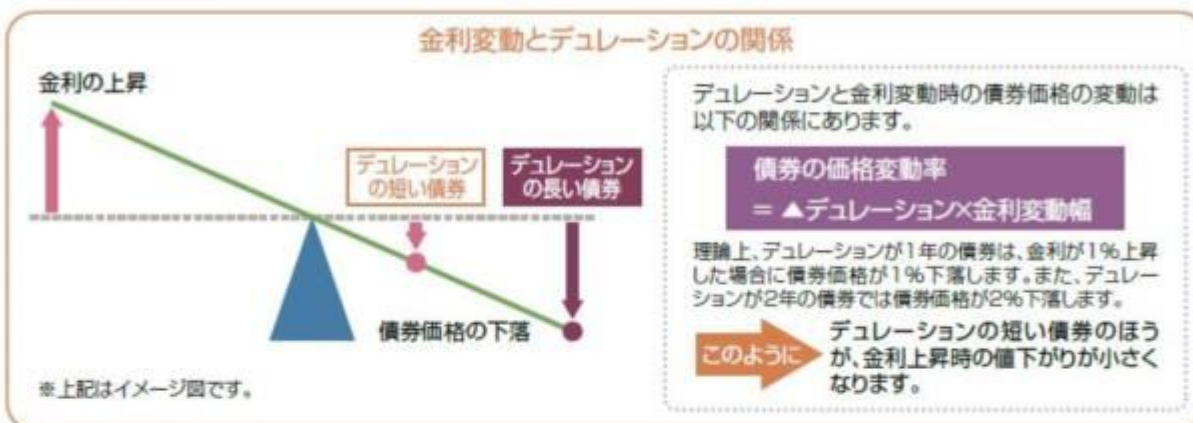 金利変動とデュレーションの関係
金利の上昇
デュレーション
の短い債券
デュレーション
の長い債券
債券価格の下落
※上記はイメージ図です。
デュレーションと金利変動時の債券価格の変動は
以下の関係にあります。
債券の価格変動率
= ▲デュレーション×金利変動幅
理論上、デュレーションが1年の債券は、金利が1%上昇
した場合に債券価格が1%下落します。また、デュレー
ションが2年の債券では債券価格が2%下落します。
このように
デュレーションの短い債券のほう
が、金利上昇時の値下がりが小さく
なります。